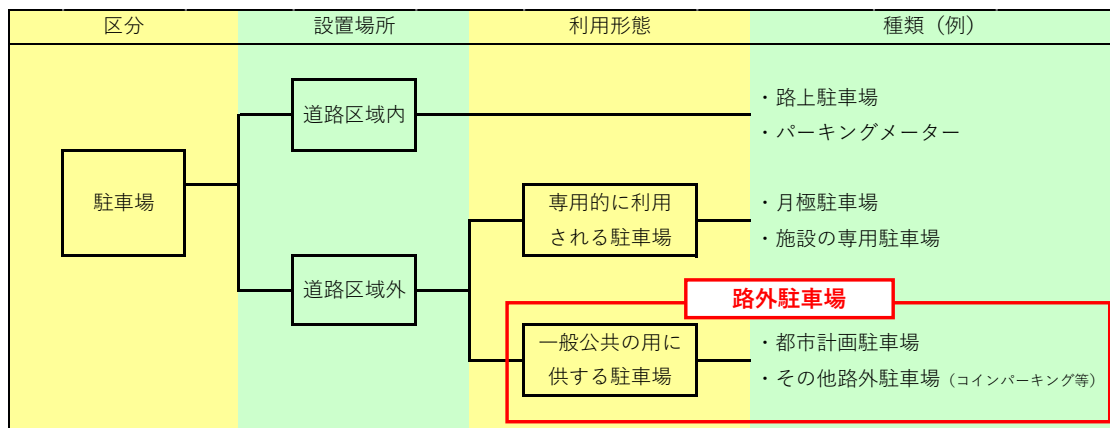 区分 設置場所 利用形態 種類（例）
駐車場
道路区域内
・路上駐車場
・パーキングメーター
道路区域外
専用的に利用
される駐車場
・月極駐車場
・施設の専用駐車場
路外駐車場
一般公共の用に
供する駐車場
・都市計画駐車場
・その他路外駐車場（コインパーキング等）